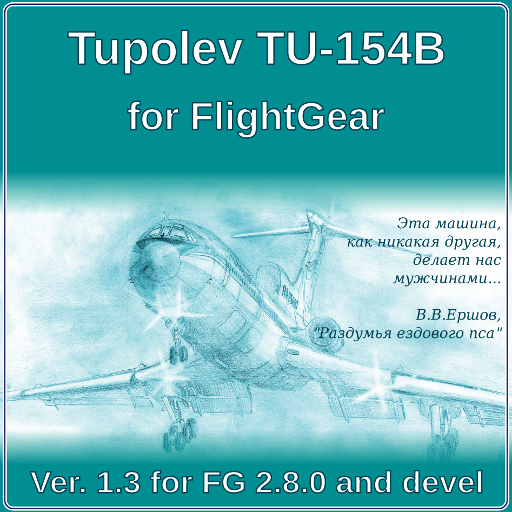 Tupolev TU-154B
for FlightGear
Эта машина,
как никакая другая,
делает нас
мужчинами...
В.В.Ершов,
"Раздумья ездового пса"
Ver. 1.3 for FG 2.8.0 and devel